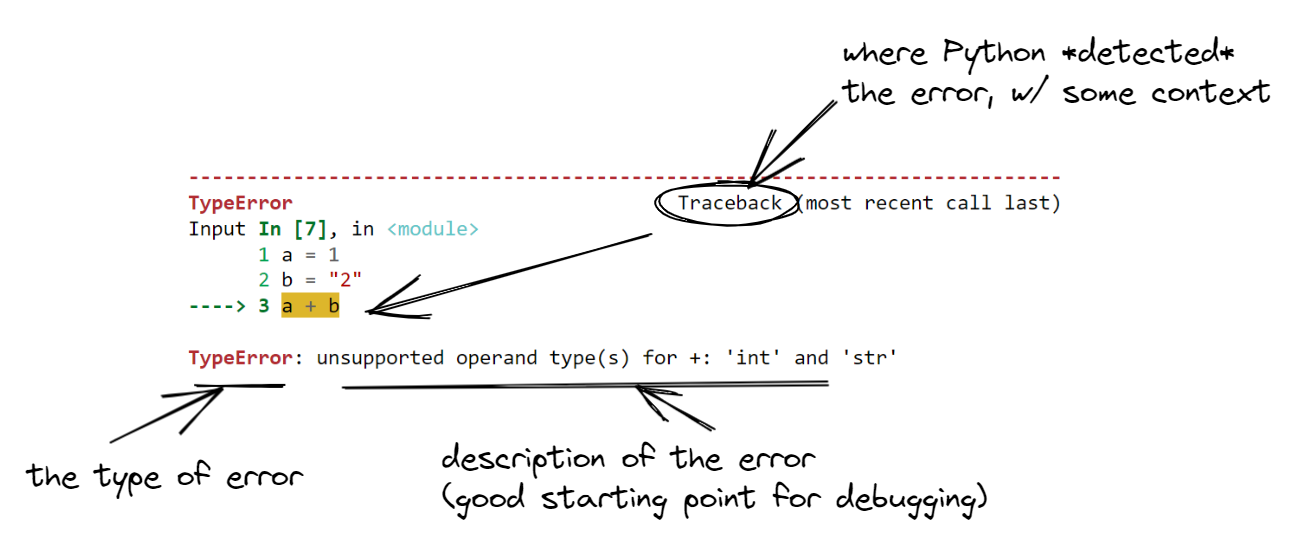 where Python *detected*
the error, w/ some context
---------------------------------------------------------------------------
TypeError                                 Traceback (most recent call last)
Input In [7], in <module>
      1 a = 1
      2 b = "2"
----> 3 a + b
TypeError: unsupported operand type(s) for +: 'int' and 'str'
the type of error
description of the error
(good starting point for debugging)